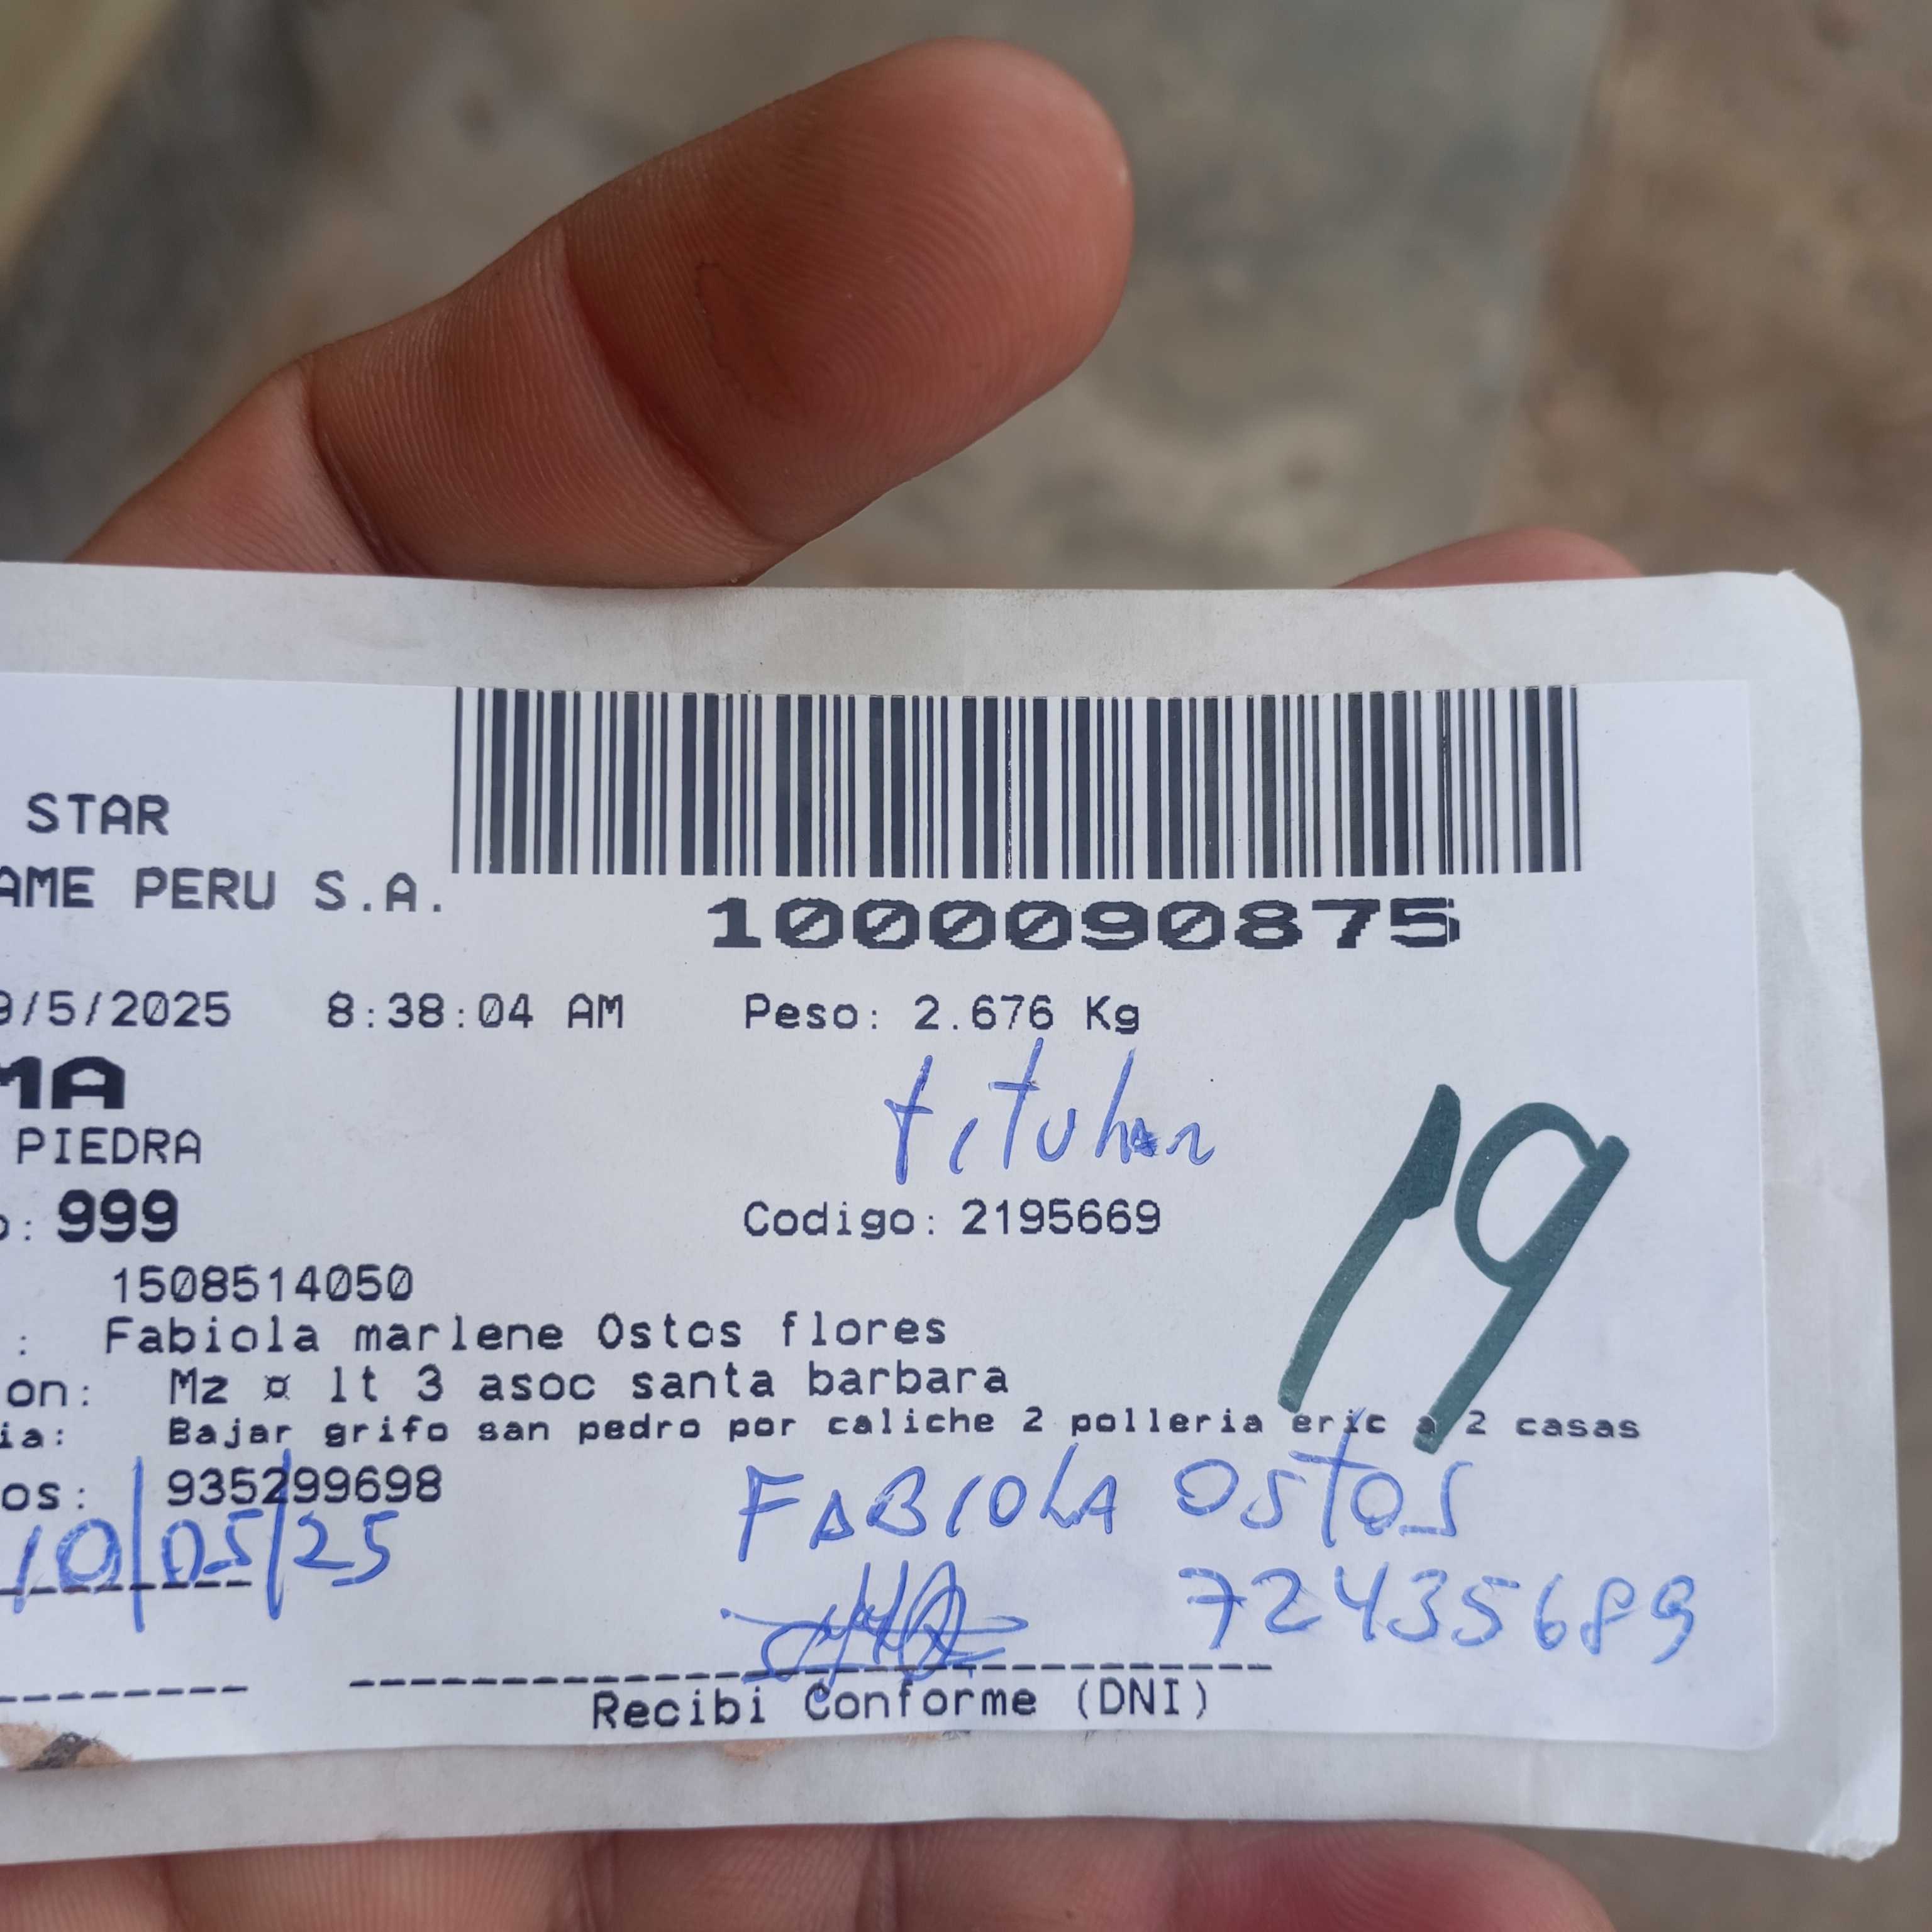 STAR
AME PERU S.A.
1000090875
9/5/2025 8:38:04 AM Peso: 2.676 Kg
MA
titular
PIEDRA
o: 999 Codigo: 2195669
19
1508514050
: Fabiola marlene Ostos flores
on: Mz ¤ lt 3 asoc santa barbara
ia: Bajar grifo san pedro por caliche 2 polleria eric a 2 casas
os: 935299698
FABIOLA OSTOS
10/05/25
72435689
Recibi Conforme (DNI)